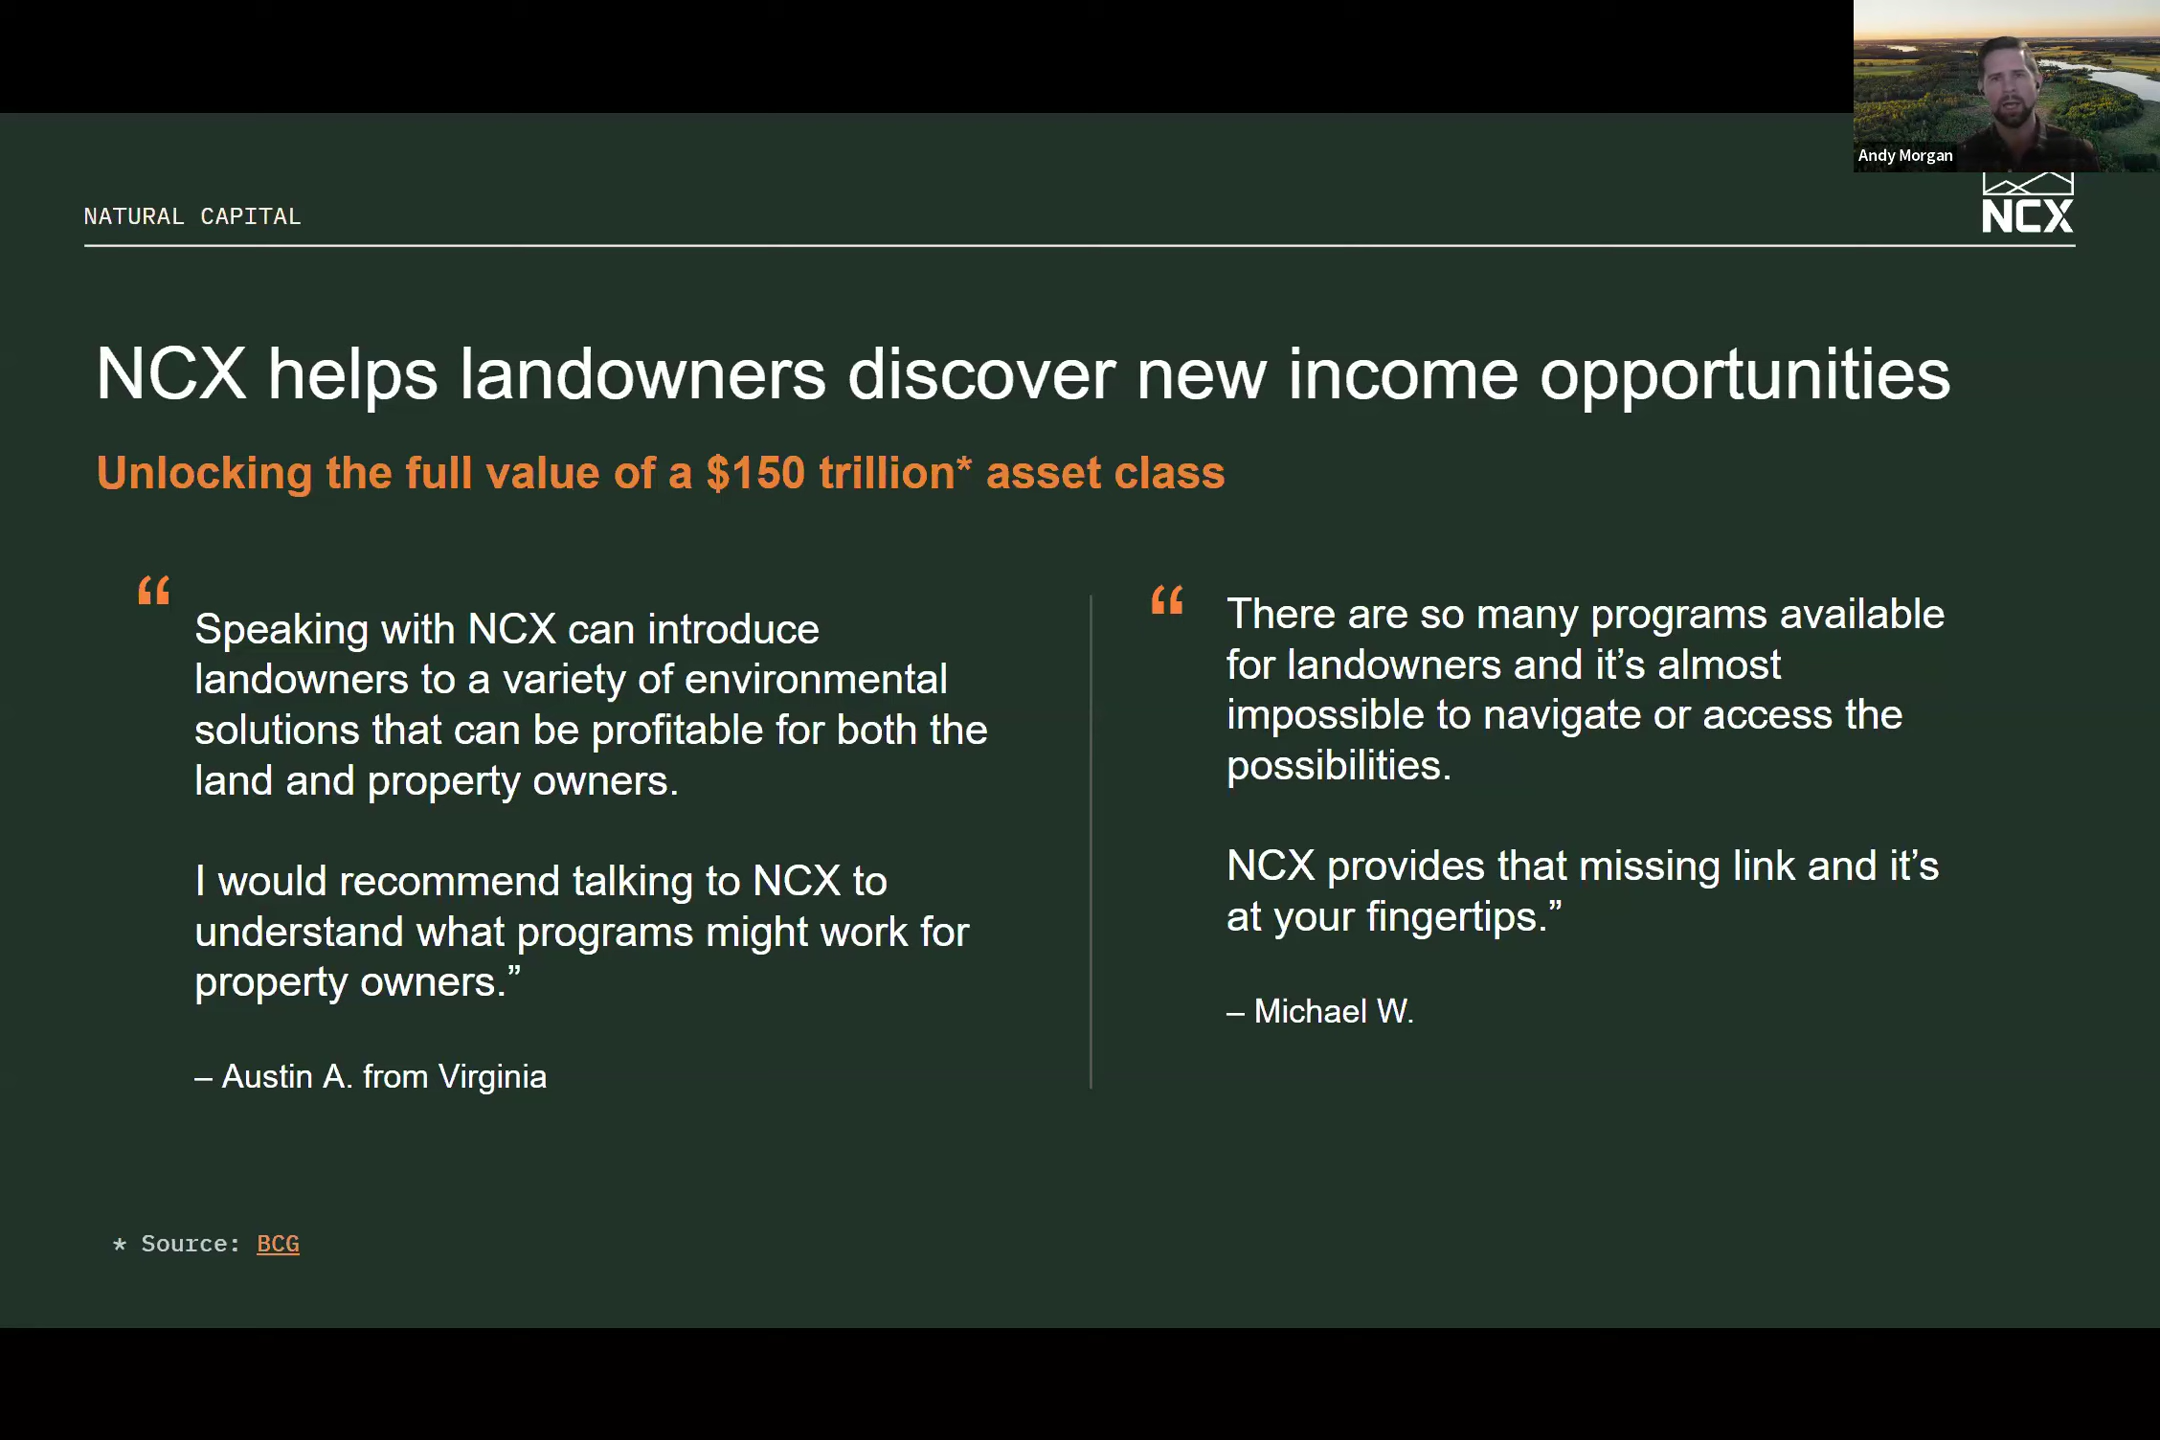 Andy Morgan
NATURAL CAPITAL
NCX
NCX helps landowners discover new income opportunities
Unlocking the full value of a $150 trillion* asset class
“
Speaking with NCX can introduce
landowners to a variety of environmental
solutions that can be profitable for both the
land and property owners.
I would recommend talking to NCX to
understand what programs might work for
property owners.”
– Austin A. from Virginia
“
There are so many programs available
for landowners and it’s almost
impossible to navigate or access the
possibilities.
NCX provides that missing link and it’s
at your fingertips.”
– Michael W.
* Source: BCG